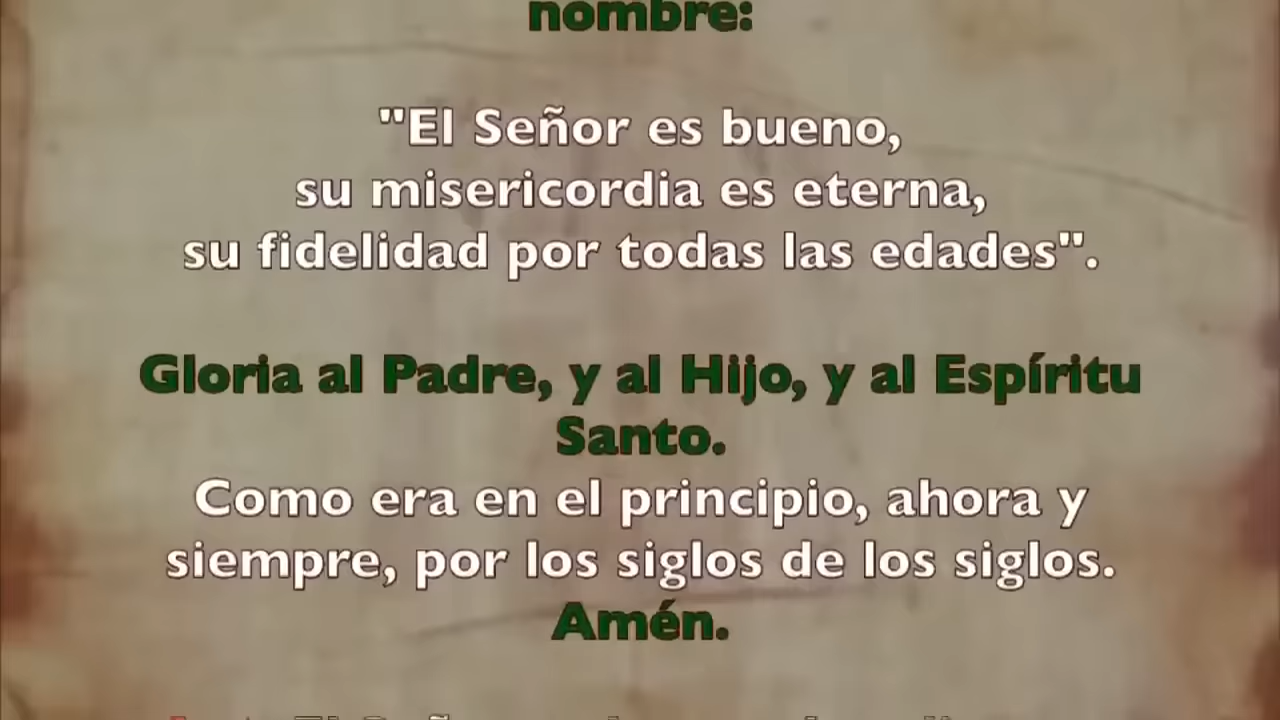 nombre:
"El Señor es bueno,
su misericordia es eterna,
su fidelidad por todas las edades".
Gloria al Padre, y al Hijo, y al Espíritu
Santo.
Como era en el principio, ahora y
siempre, por los siglos de los siglos.
Amén.